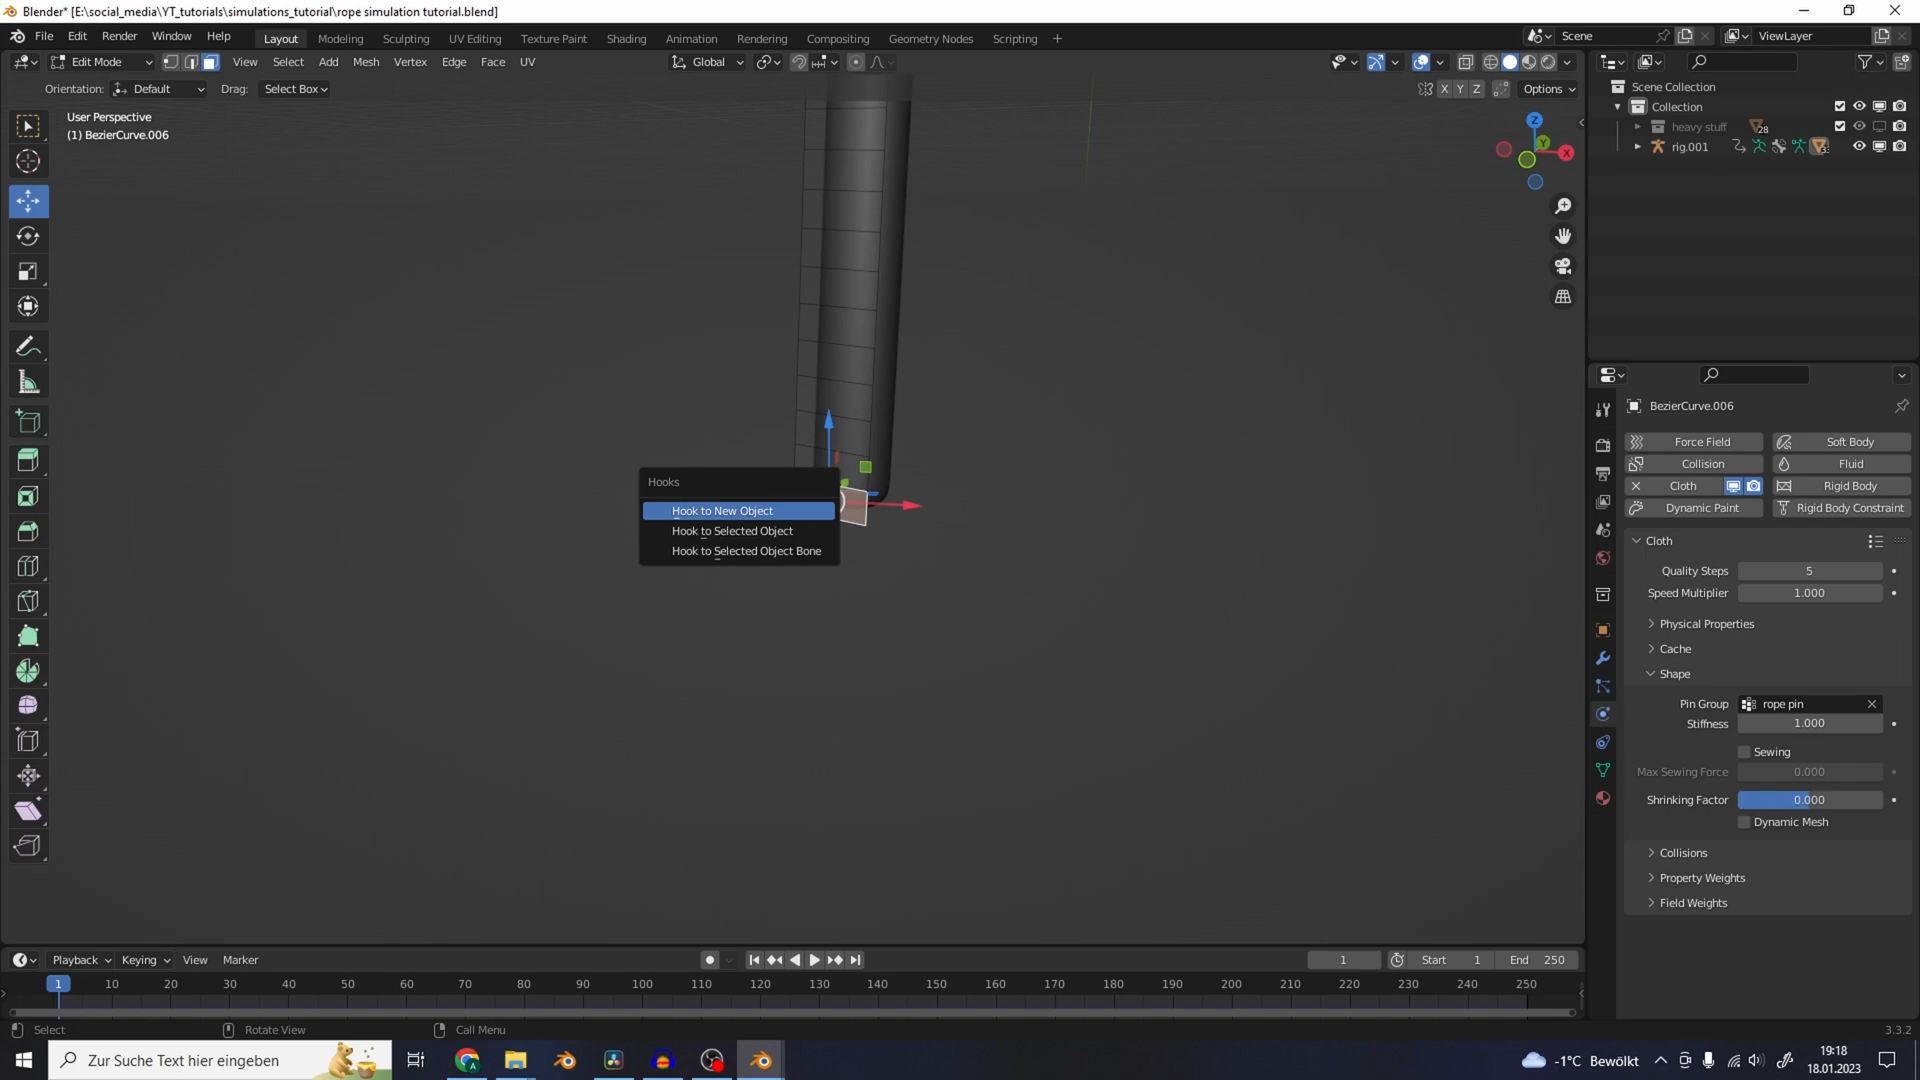 Blender* [E:\social_media\YT_tutorials\simulations_tutorial\rope simulation tutorial.blend]
File Edit Render Window Help Layout Modeling Sculpting UV Editing Texture Paint Shading Animation Rendering Compositing Geometry Nodes Scripting + Scene ViewLayer
Edit Mode View Select Add Mesh Vertex Edge Face UV Global
Orientation: Default Drag: Select Box X Y Z Options
User Perspective
(1) BezierCurve.006
Z
Y
X
Hooks
Hook to New Object
Hook to Selected Object
Hook to Selected Object Bone
Scene Collection
Collection
heavy stuff 28
rig.001
BezierCurve.006
Force Field Soft Body
Collision Fluid
Cloth Rigid Body
Dynamic Paint Rigid Body Constraint
Cloth
Quality Steps 5
Speed Multiplier 1.000
Physical Properties
Cache
Shape
Pin Group rope pin
Stiffness 1.000
Sewing
Max Sewing Force 0.000
Shrinking Factor 0.000
Dynamic Mesh
Collisions
Property Weights
Field Weights
Playback Keying View Marker 1 Start 1 End 250
1 10 20 30 40 50 60 70 80 90 100 110 120 130 140 150 160 170 180 190 200 210 220 230 240 250
Select Rotate View Call Menu 3.3.2
Zur Suche Text hier eingeben -1°C Bewölkt 19:18
18.01.2023